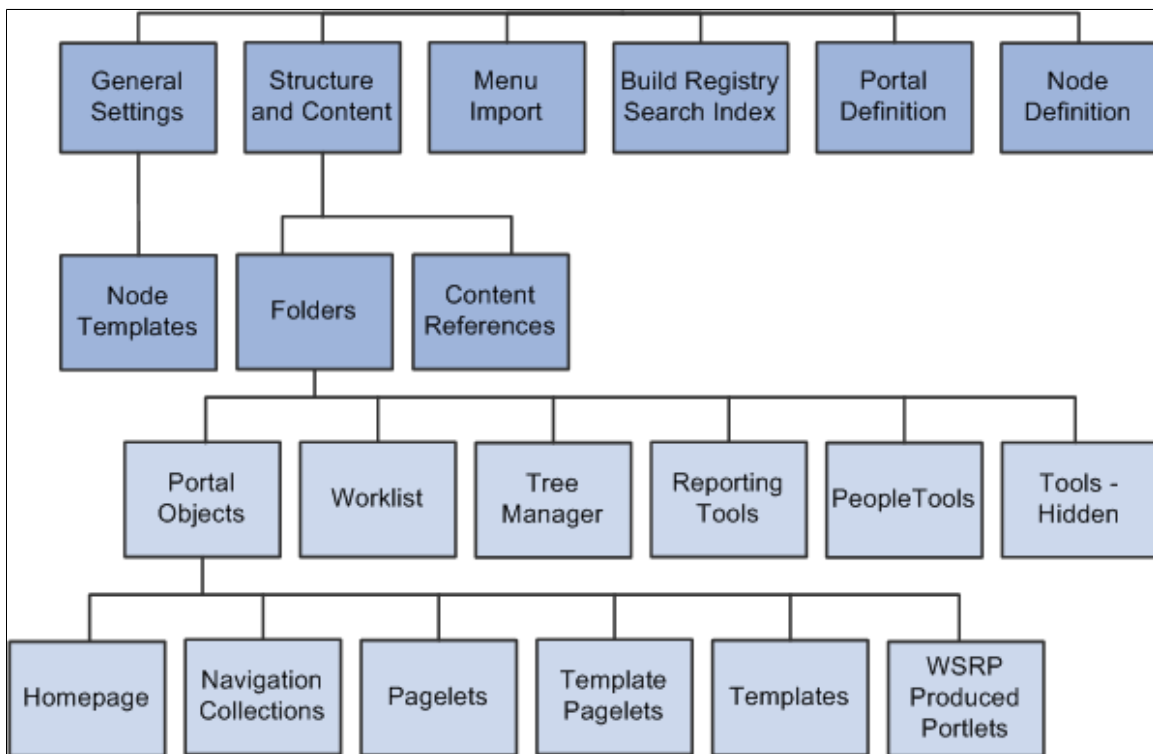 General
Settings
Structure
and Content
Menu
Import
Build Registry
Search Index
Portal
Definition
Node
Definition
Node
Templates
Folders
Content
References
Portal
Objects
Worklist
Tree
Manager
Reporting
Tools
PeopleTools
Tools -
Hidden
Homepage
Navigation
Collections
Pagelets
Template
Pagelets
Templates
WSRP
Produced
Portlets